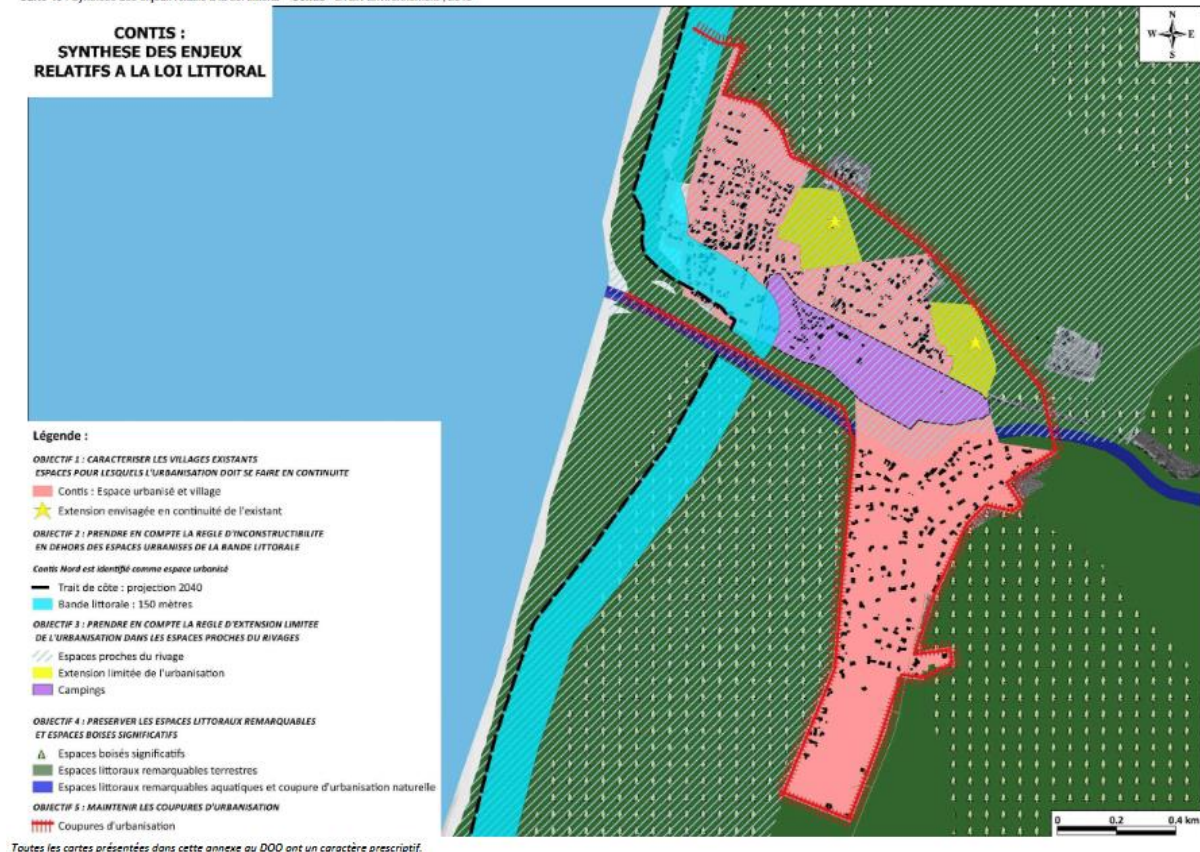 CONTIS :
SYNTHESE DES ENJEUX
RELATIFS A LA LOI LITTORAL
N
W E
S
Légende :
OBJECTIF 1 : CARACTERISER LES VILLAGES EXISTANTS
ESPACES POUR LESQUELS L'URBANISATION DOIT SE FAIRE EN CONTINUITE
Contis : Espace urbanisé et village
Extension envisagée en continuité de l'existant
OBJECTIF 2 : PRENDRE EN COMPTE LA REGLE D'INCONSTRUCTIBILITE
EN DEHORS DES ESPACES URBANISES DE LA BANDE LITTORALE
Contis Nord est identifié comme espace urbanisé
Trait de côte : projection 2040
Bande littorale : 150 mètres
OBJECTIF 3 : PRENDRE EN COMPTE LA REGLE D'EXTENSION LIMITEE
DE L'URBANISATION DANS LES ESPACES PROCHES DU RIVAGES
Espaces proches du rivage
Extension limitée de l'urbanisation
Campings
OBJECTIF 4 : PRESERVER LES ESPACES LITTORAUX REMARQUABLES
ET ESPACES BOISES SIGNIFICATIFS
Espaces boisés significatifs
Espaces littoraux remarquables terrestres
Espaces littoraux remarquables aquatiques et coupure d'urbanisation naturelle
OBJECTIF 5 : MAINTENIR LES COUPURES D'URBANISATION
Coupures d'urbanisation
0 0.2 0.4 km
Toutes les cartes présentées dans cette annexe au DOO ont un caractère prescriptif.